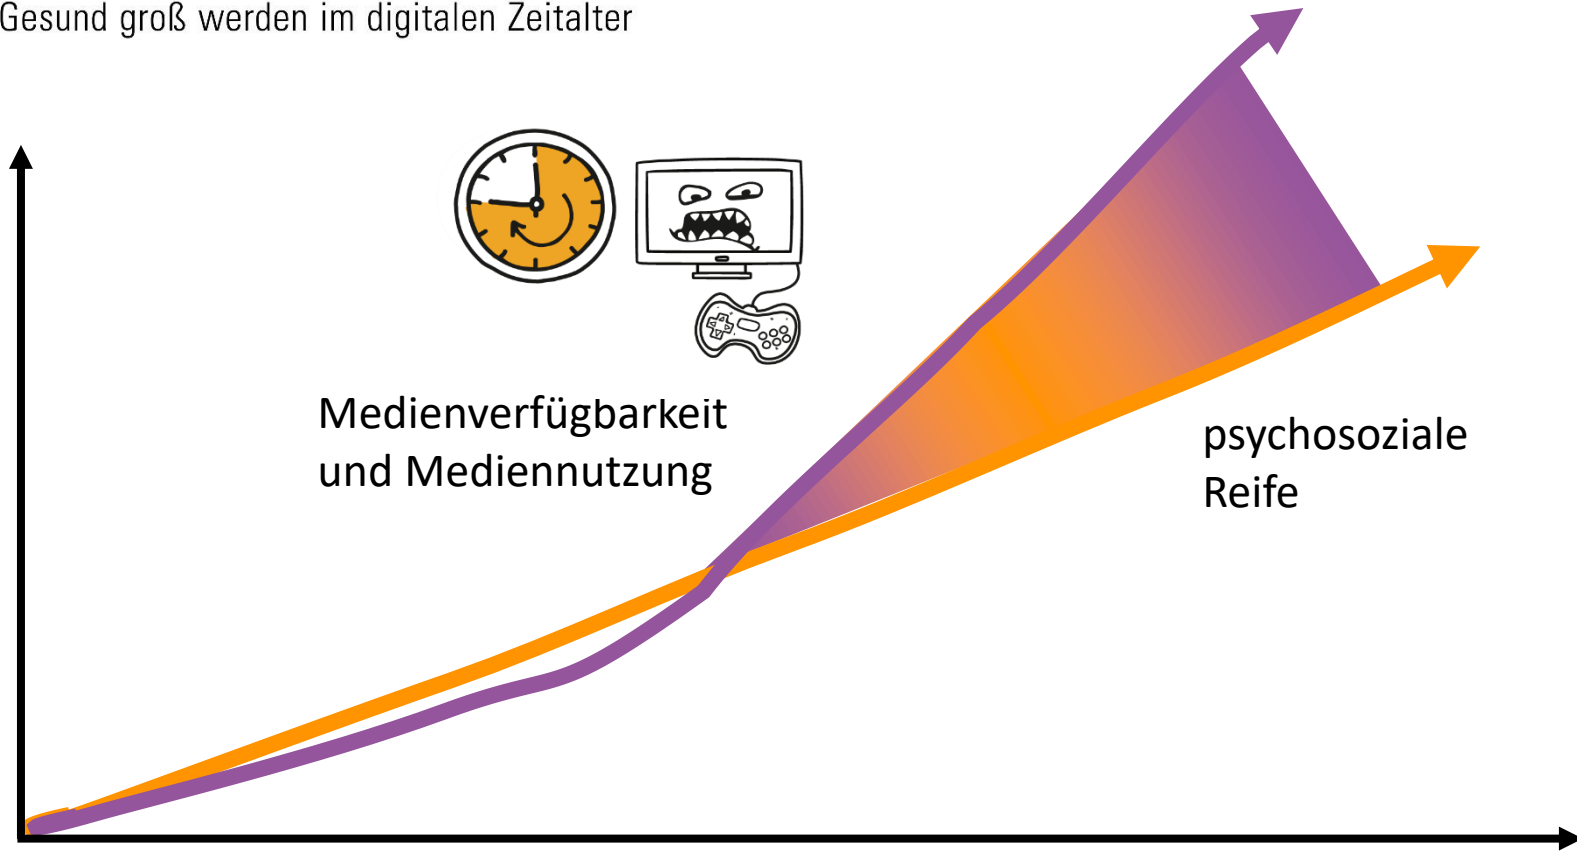 Gesund groß werden im digitalen Zeitalter
Medienverfügbarkeit
und Mediennutzung
psychosoziale
Reife